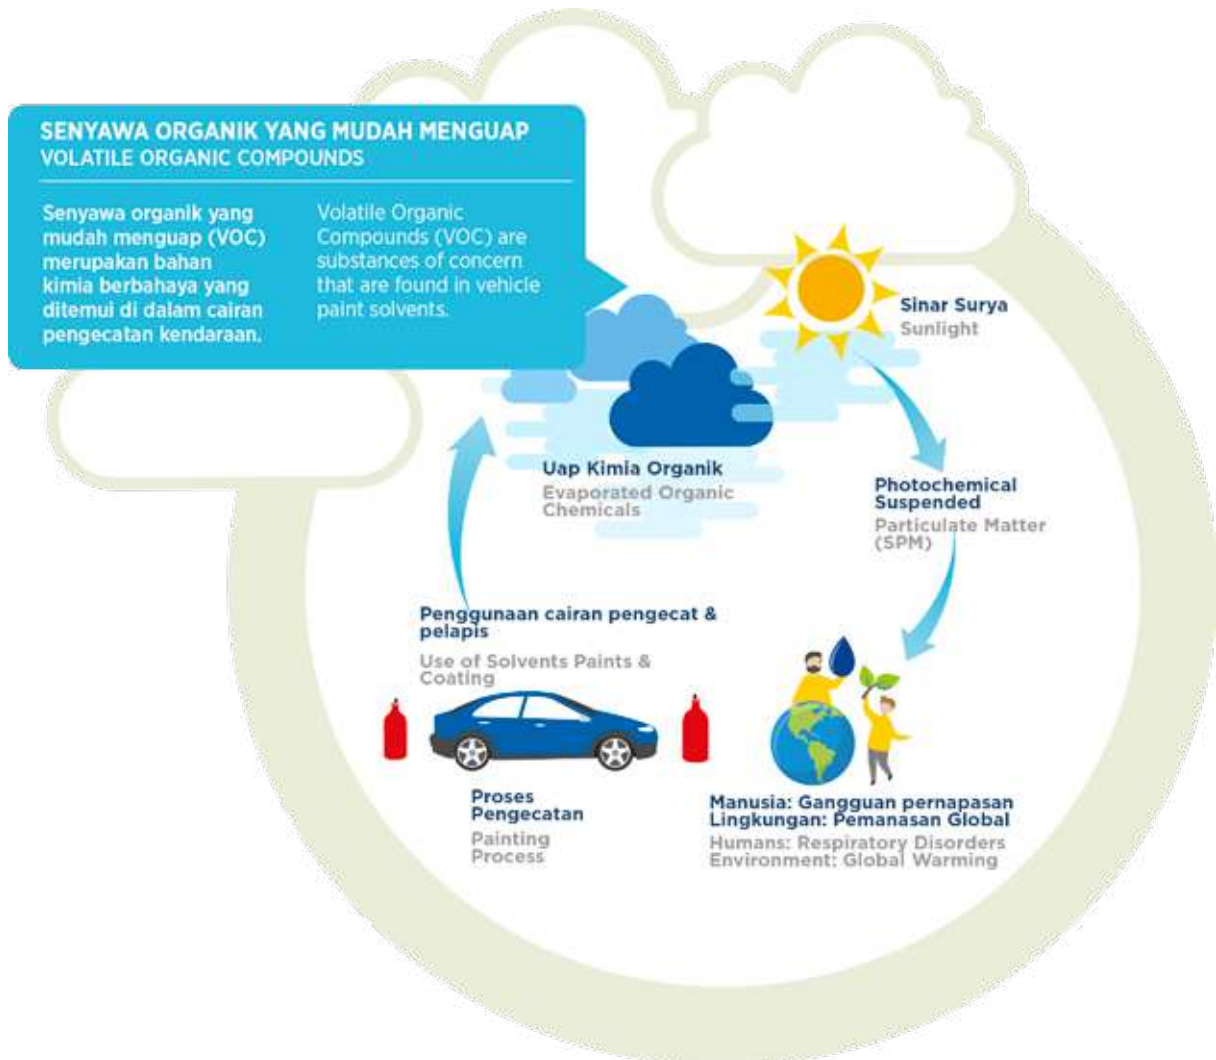 SENYAWA ORGANIK YANG MUDAH MENGUAP
VOLATILE ORGANIC COMPOUNDS
Senyawa organik yang
mudah menguap (VOC)
merupakan bahan
kimia berbahaya yang
ditemui di dalam cairan
pengecatan kendaraan.
Volatile Organic
Compounds (VOC) are
substances of concern
that are found in vehicle
paint solvents.
Sinar Surya
Sunlight
Uap Kimia Organik
Evaporated Organic
Chemicals
Photochemical
Suspended
Particulate Matter
(SPM)
Penggunaan cairan pengecat &
pelapis
Use of Solvents Paints &
Coating
Proses
Pengecatan
Painting
Process
Manusia: Gangguan pernapasan
Lingkungan: Pemanasan Global
Humans: Respiratory Disorders
Environment: Global Warming